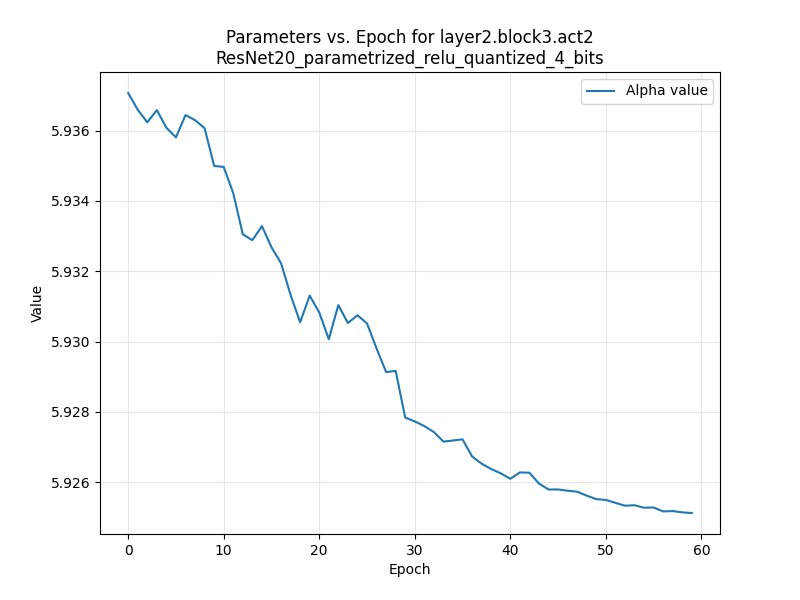 Parameters vs. Epoch for layer2.block3.act2
ResNet20_parametrized_relu_quantized_4_bits
Alpha value
5.936
5.934
5.932
5.930
5.928
5.926
Value
0 10 20 30 40 50 60
Epoch